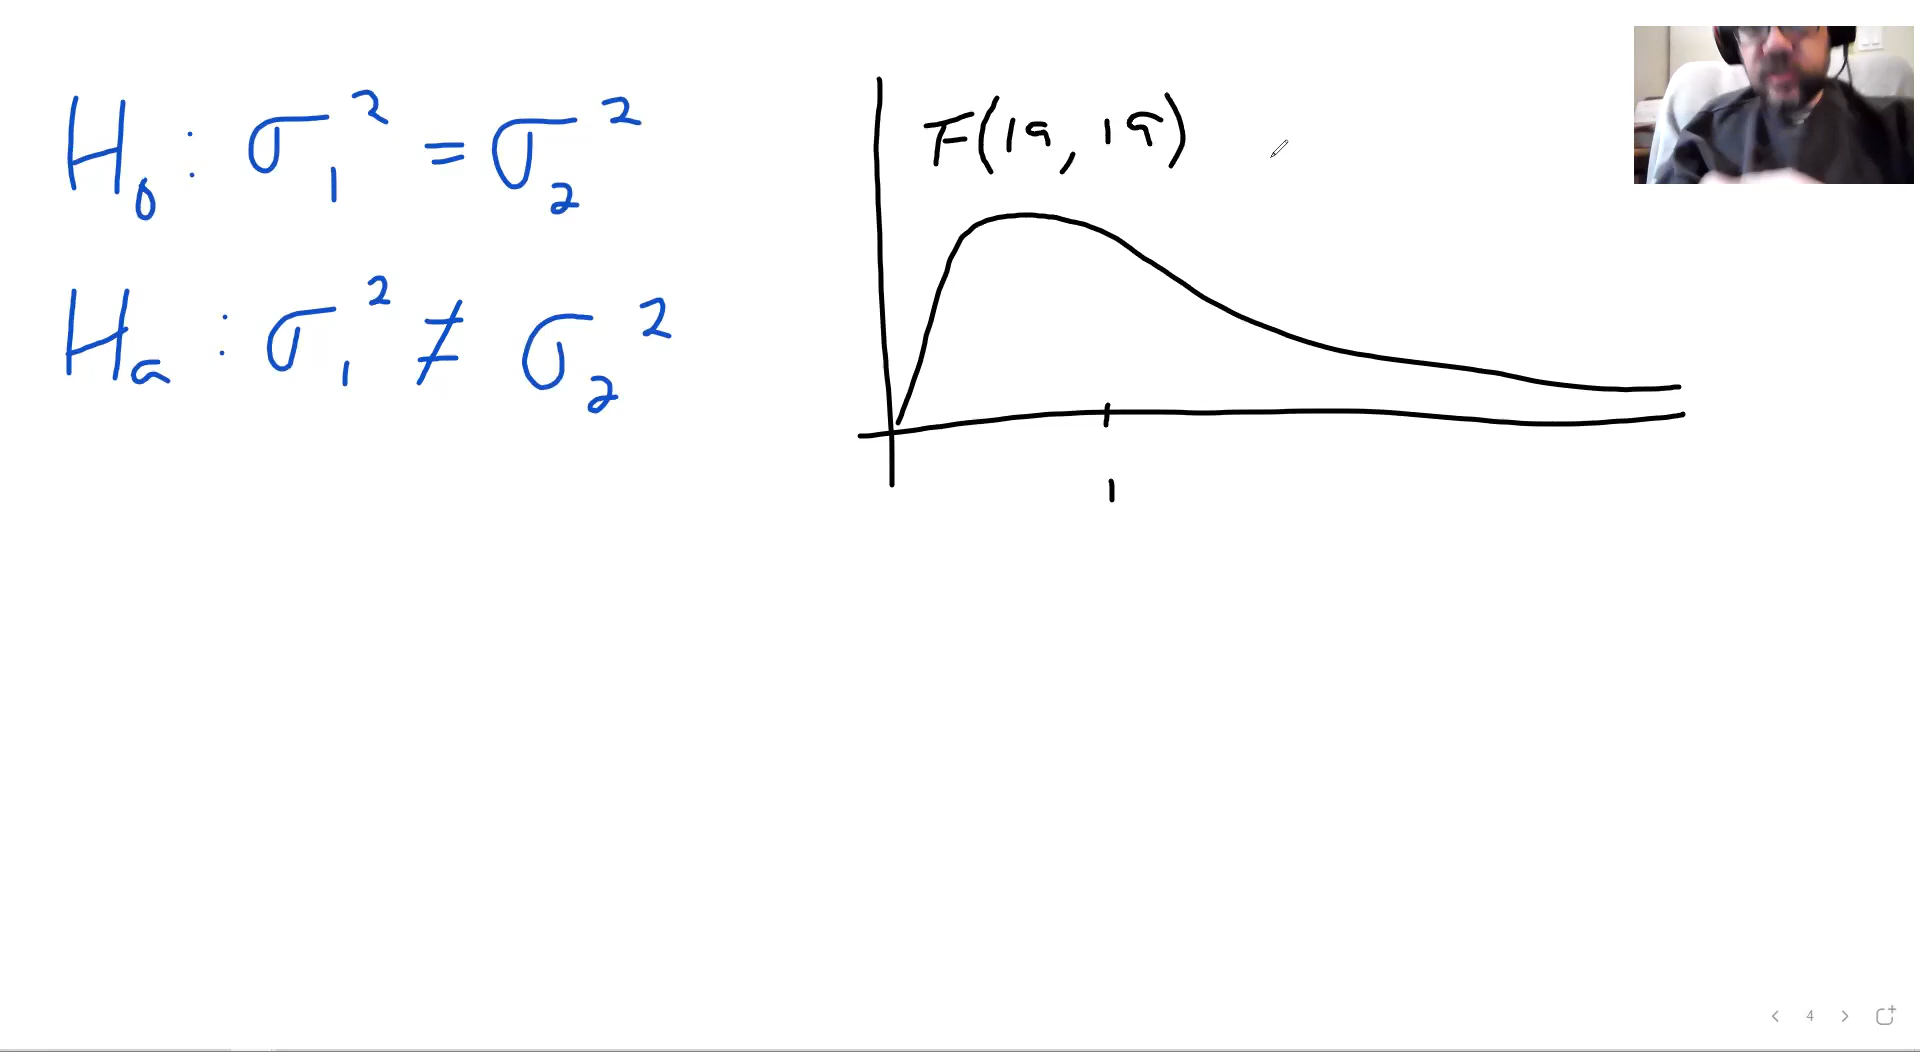 H₀ : σ₁² = σ₂²
Hₐ : σ₁² ≠ σ₂²
F(19, 19)
1
4